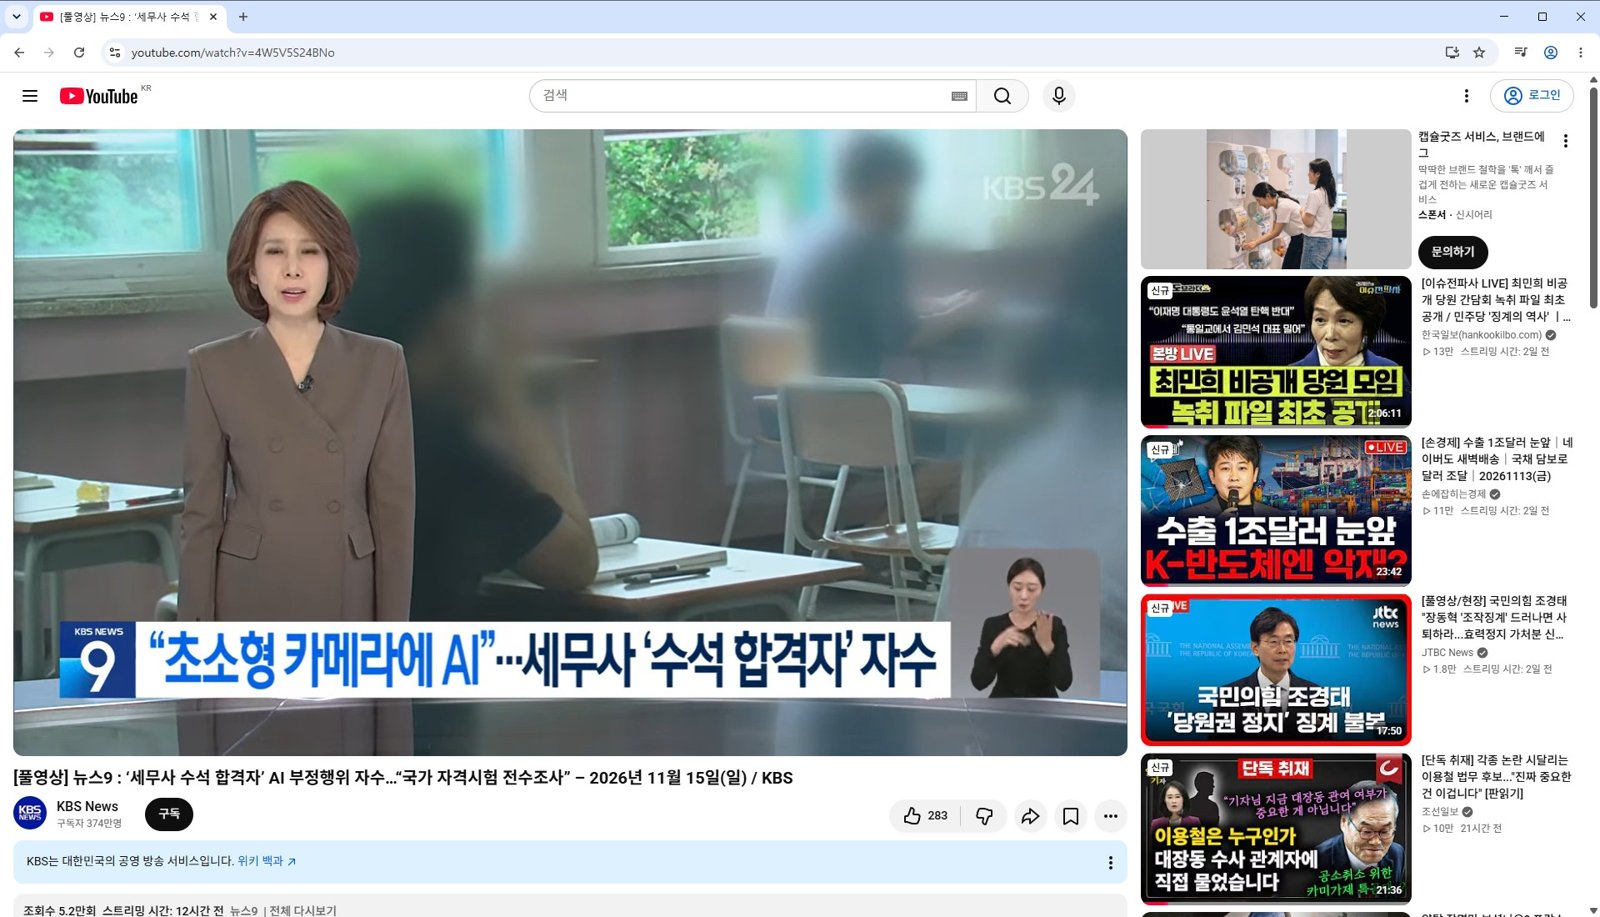 [풀영상] 뉴스9 : ‘세무사 수석 합
youtube.com/watch?v=4W5V5S24BNo
YouTube KR
검색
로그인
KBS 24
KBS NEWS
9
“초소형 카메라에 AI”…세무사 ‘수석 합격자’ 자수
[풀영상] 뉴스9 : ‘세무사 수석 합격자’ AI 부정행위 자수…“국가 자격시험 전수조사” – 2026년 11월 15일(일) / KBS
KBS NEWS
KBS News
구독자 374만명
구독
283
KBS는 대한민국의 공영 방송 서비스입니다. 위키 백과
조회수 5.2만회 스트리밍 시간: 12시간 전 뉴스9 | 전체 다시보기
캡슐굿즈 서비스, 브랜드에
그
딱딱한 브랜드 철학을 '톡' 깨서 즐
겁게 전하는 새로운 캡슐굿즈 서
비스
스폰서 · 신시어리
문의하기
신규
이슈전파사
“이재명 대통령도 윤석열 탄핵 반대”
“통일교에서 김민석 대표 밀어”
본방 LIVE
최민희 비공개 당원 모임
녹취 파일 최초 공개
2:06:11
[이슈전파사 LIVE] 최민희 비공
개 당원 간담회 녹취 파일 최초
공개 / 민주당 '징계의 역사' ㅣ...
한국일보(hankookilbo.com)
13만 스트리밍 시간: 2일 전
신규
LIVE
수출 1조달러 눈앞
K-반도체엔 악재?
23:42
[손경제] 수출 1조달러 눈앞｜네
이버도 새벽배송｜국채 담보로
달러 조달｜20261113(금)
손에잡히는경제
11만 스트리밍 시간: 2일 전
신규
LIVE
jtbc
news
THE NATIONAL ASSEMBLY
THE REPUBLIC OF KOREA
국민의힘 조경태
'당원권 정지' 징계 불복
17:50
[풀영상/현장] 국민의힘 조경태
"장동혁 '조작징계' 드러나면 사
퇴하라...효력정지 가처분 신...
JTBC News
1.8만 스트리밍 시간: 2일 전
신규
단독 취재
“기자님 지금 대장동 관여 여부가
중요한 게 아닙니다”
이용철은 누구인가
대장동 수사 관계자에
직접 물었습니다
공소취소 위한
21:36
[단독 취재] 각종 논란 시달리는
이용철 법무 후보..."진짜 중요한
건 이겁니다" [판읽기]
조선일보
10만 21시간 전